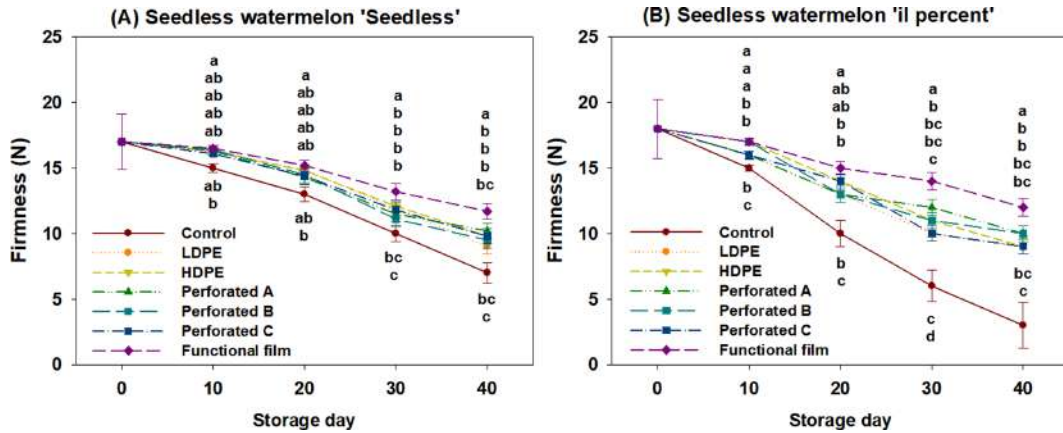 (A) Seedless watermelon 'Seedless'
Firmness (N)
25
20
15
10
5
0
a
ab
ab
ab
ab
ab
b
a
ab
ab
ab
ab
ab
b
a
b
b
b
b
bc
c
a
b
b
b
bc
bc
c
Control
LDPE
HDPE
Perforated A
Perforated B
Perforated C
Functional film
0 10 20 30 40
Storage day
(B) Seedless watermelon 'il percent'
Firmness (N)
25
20
15
10
5
0
a
a
a
b
b
b
c
a
ab
ab
b
b
b
c
a
b
bc
bc
c
c
d
a
b
b
bc
bc
bc
c
Control
LDPE
HDPE
Perforated A
Perforated B
Perforated C
Functional film
0 10 20 30 40
Storage day